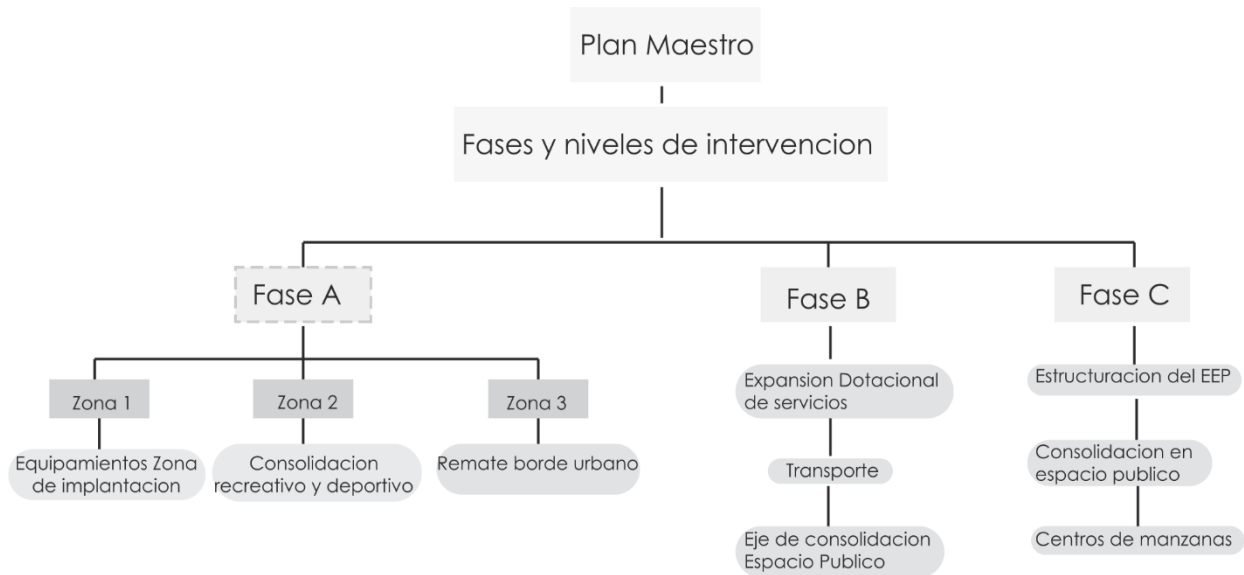 Plan Maestro
Fases y niveles de intervencion
Fase A
Fase B
Fase C
Zona 1
Zona 2
Zona 3
Equipamientos Zona
de implantacion
Consolidacion
recreativo y deportivo
Remate borde urbano
Expansion Dotacional
de servicios
Transporte
Eje de consolidacion
Espacio Publico
Estructuracion del EEP
Consolidacion en
espacio publico
Centros de manzanas